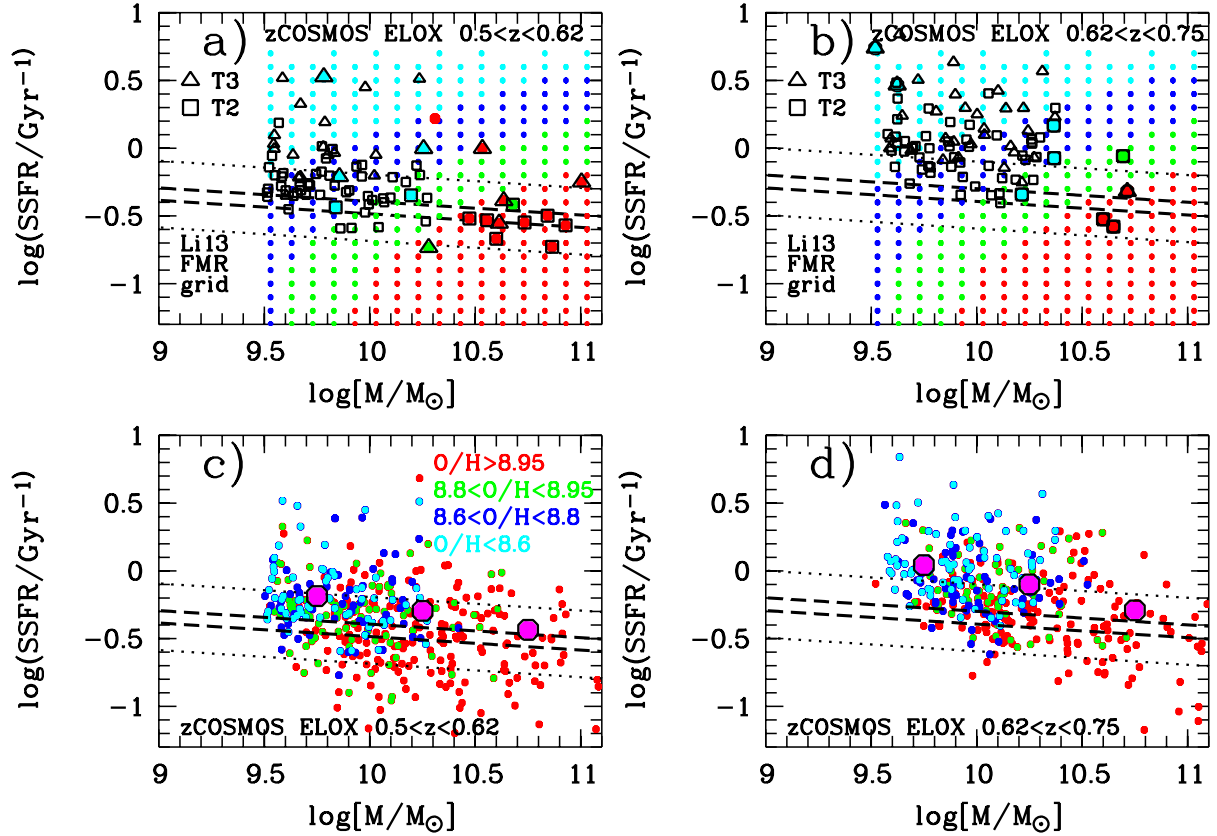 a)
zCOSMOS ELOX 0.5<z<0.62
△ T3
□ T2
Li13
FMR
grid
1
0.5
0
−0.5
−1
log(SSFR/Gyr⁻¹)
9 9.5 10 10.5 11
log[M/M☉]
b)
zCOSMOS ELOX 0.62<z<0.75
△ T3
□ T2
Li13
FMR
grid
1
0.5
0
−0.5
−1
log(SSFR/Gyr⁻¹)
9 9.5 10 10.5 11
log[M/M☉]
c)
O/H>8.95
8.8<O/H<8.95
8.6<O/H<8.8
O/H<8.6
zCOSMOS ELOX 0.5<z<0.62
1
0.5
0
−0.5
−1
log(SSFR/Gyr⁻¹)
9 9.5 10 10.5 11
log[M/M☉]
d)
zCOSMOS ELOX 0.62<z<0.75
1
0.5
0
−0.5
−1
log(SSFR/Gyr⁻¹)
9 9.5 10 10.5 11
log[M/M☉]